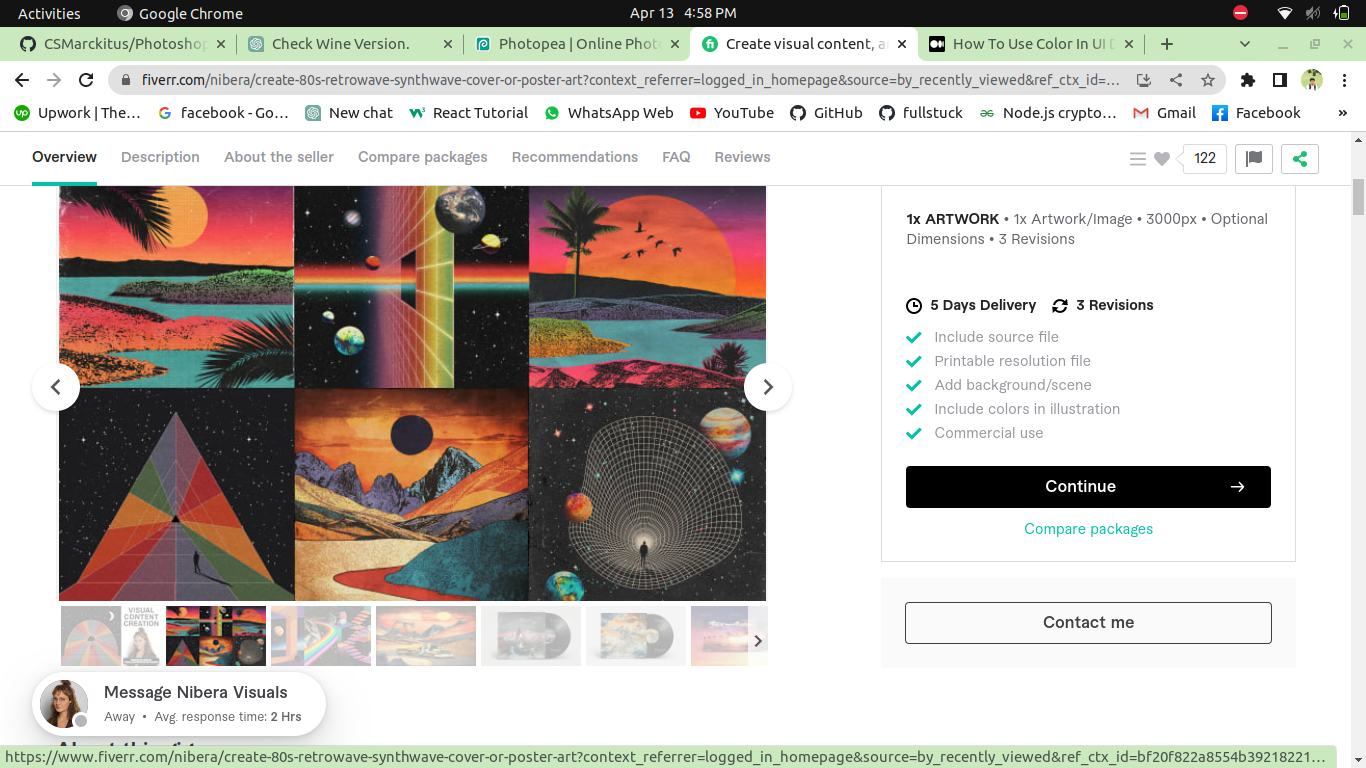 Activities
Google Chrome
Apr 13 4:58 PM
CSMarckitus/Photoshop
Check Wine Version.
Photopea | Online Phot
Create visual content, a
How To Use Color In UI D
fiverr.com/nibera/create-80s-retrowave-synthwave-cover-or-poster-art?context_referrer=logged_in_homepage&source=by_recently_viewed&ref_ctx_id=…
Upwork | The…
facebook - Go…
New chat
React Tutorial
WhatsApp Web
YouTube
GitHub
fullstuck
Node.js crypto…
Gmail
Facebook
»
Overview
Description
About the seller
Compare packages
Recommendations
FAQ
Reviews
122
1x ARTWORK • 1x Artwork/Image • 3000px • Optional
Dimensions • 3 Revisions
5 Days Delivery
3 Revisions
Include source file
Printable resolution file
Add background/scene
Include colors in illustration
Commercial use
Continue
Compare packages
Contact me
VISUAL
CONTENT
CREATION
Message Nibera Visuals
Away • Avg. response time: 2 Hrs
https://www.fiverr.com/nibera/create-80s-retrowave-synthwave-cover-or-poster-art?context_referrer=logged_in_homepage&source=by_recently_viewed&ref_ctx_id=bf20f822a8554b39218221…